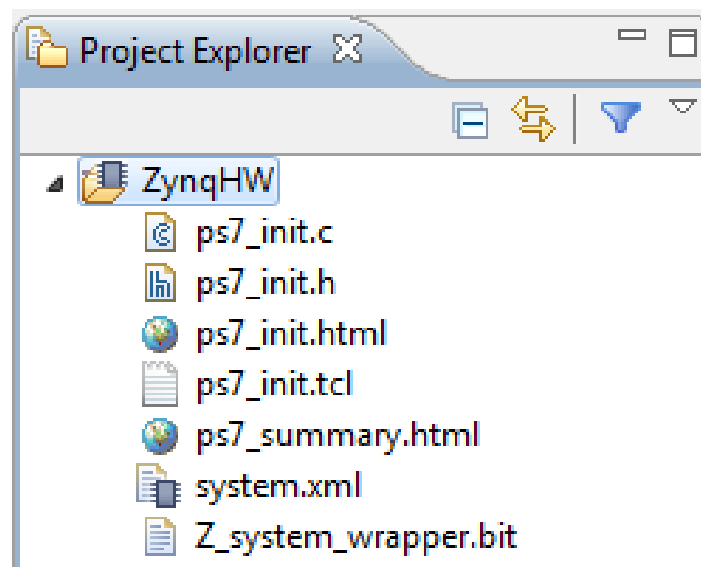 Project Explorer
ZynqHW
ps7_init.c
ps7_init.h
ps7_init.html
ps7_init.tcl
ps7_summary.html
system.xml
Z_system_wrapper.bit